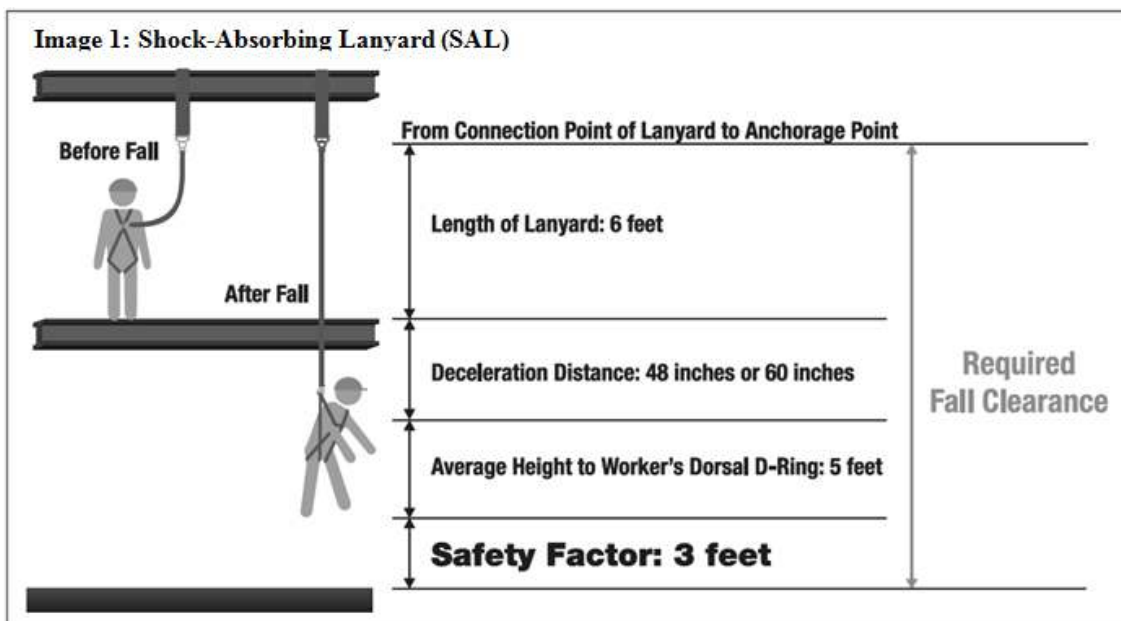 Image 1: Shock-Absorbing Lanyard (SAL)
From Connection Point of Lanyard to Anchorage Point
Before Fall
Length of Lanyard: 6 feet
After Fall
Deceleration Distance: 48 inches or 60 inches
Required
Fall Clearance
Average Height to Worker's Dorsal D-Ring: 5 feet
Safety Factor: 3 feet